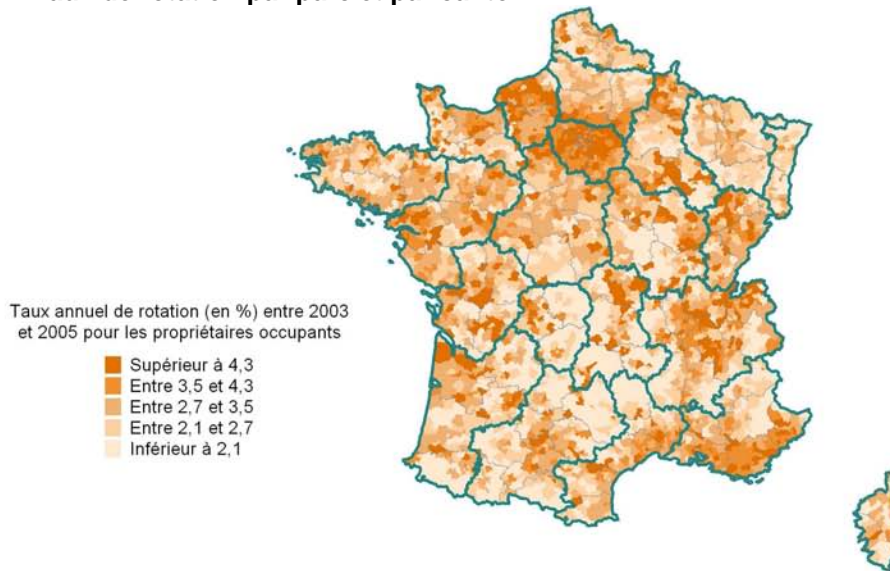 Taux annuel de rotation (en %) entre 2003
et 2005 pour les propriétaires occupants
Supérieur à 4,3
Entre 3,5 et 4,3
Entre 2,7 et 3,5
Entre 2,1 et 2,7
Inférieur à 2,1